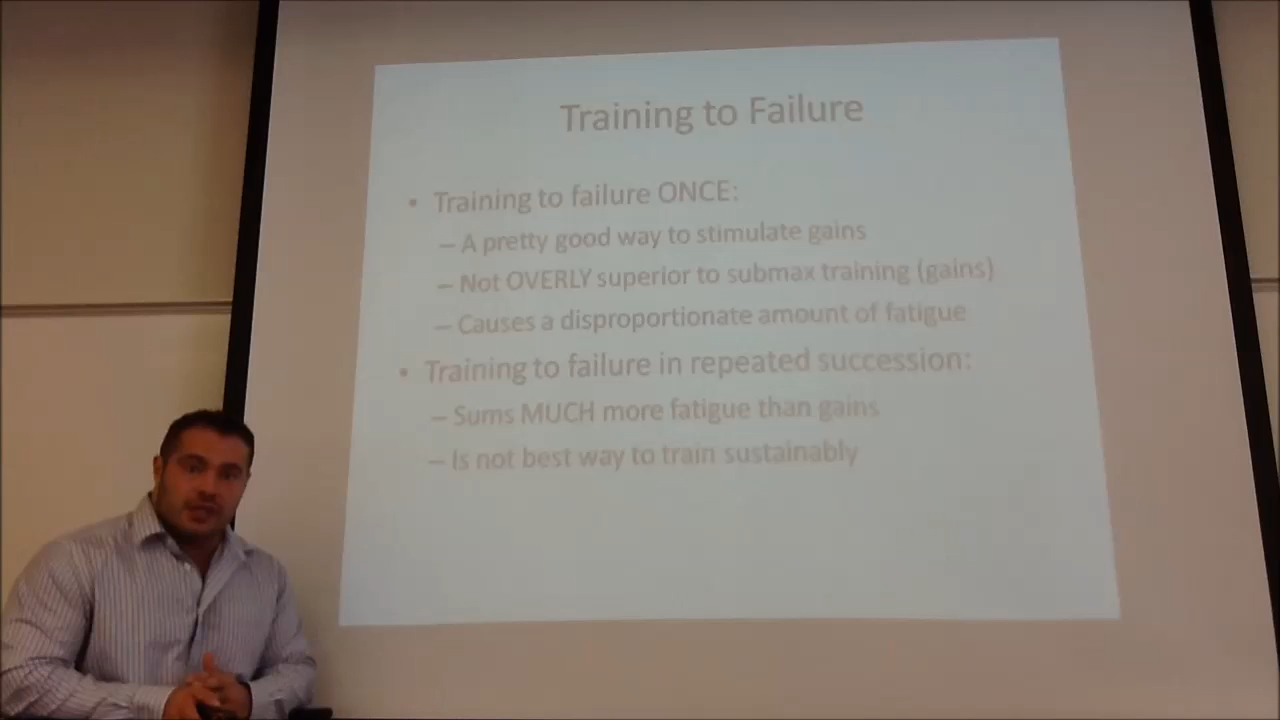 Training to Failure
• Training to failure ONCE:
– A pretty good way to stimulate gains
– Not OVERLY superior to submax training (gains)
– Causes a disproportionate amount of fatigue
• Training to failure in repeated succession:
– Sums MUCH more fatigue than gains
– Is not best way to train sustainably